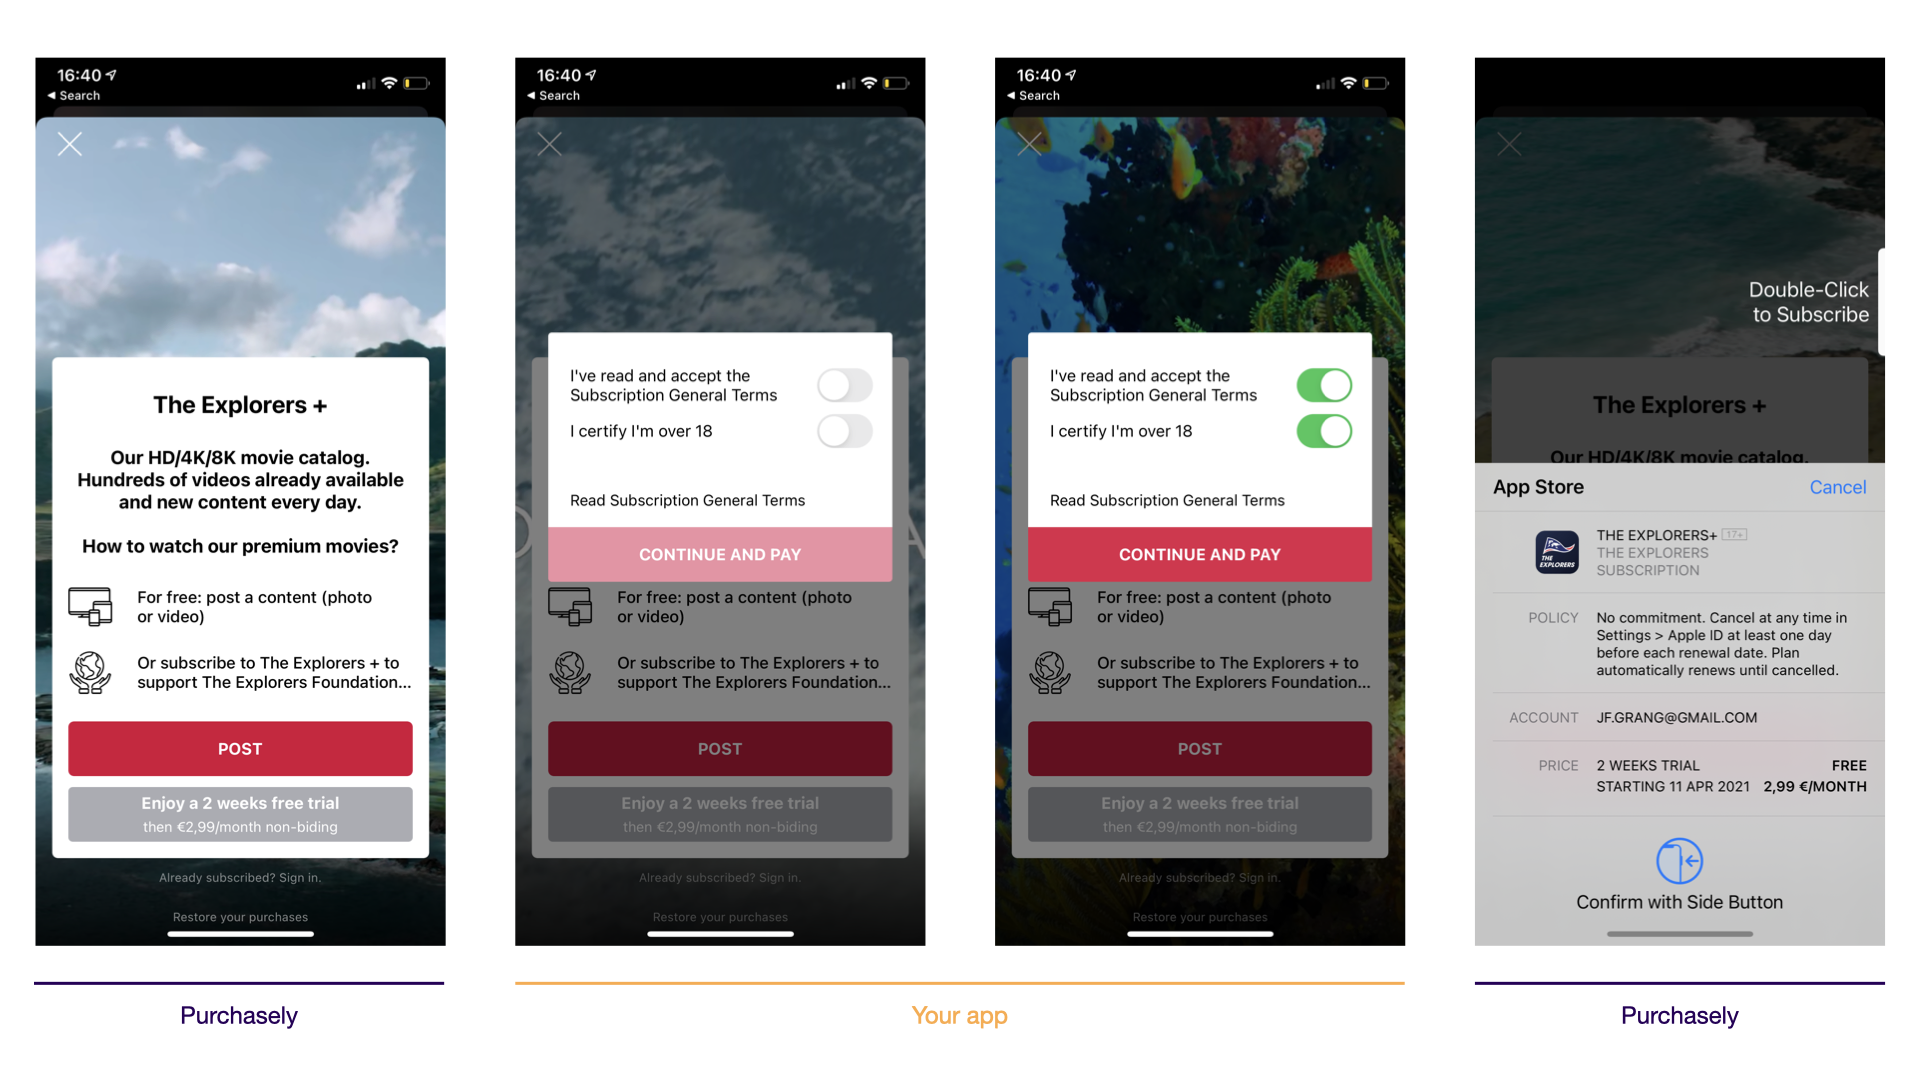 16:40
Search
The Explorers +
Our HD/4K/8K movie catalog.
Hundreds of videos already available
and new content every day.
How to watch our premium movies?
For free: post a content (photo
or video)
Or subscribe to The Explorers + to
support The Explorers Foundation...
POST
Enjoy a 2 weeks free trial
then €2,99/month non-biding
Already subscribed? Sign in.
Restore your purchases
Purchasely
16:40
Search
I've read and accept the
Subscription General Terms
I certify I'm over 18
Read Subscription General Terms
CONTINUE AND PAY
For free: post a content (photo
or video)
Or subscribe to The Explorers + to
support The Explorers Foundation...
POST
Enjoy a 2 weeks free trial
then €2,99/month non-biding
Already subscribed? Sign in.
Restore your purchases
16:40
Search
I've read and accept the
Subscription General Terms
I certify I'm over 18
Read Subscription General Terms
CONTINUE AND PAY
For free: post a content (photo
or video)
Or subscribe to The Explorers + to
support The Explorers Foundation...
POST
Enjoy a 2 weeks free trial
then €2,99/month non-biding
Already subscribed? Sign in.
Restore your purchases
Your app
Double-Click
to Subscribe
The Explorers +
Our HD/4K/8K movie catalog.
App Store
Cancel
THE EXPLORERS
THE EXPLORERS+ 17+
THE EXPLORERS
SUBSCRIPTION
POLICY
No commitment. Cancel at any time in
Settings > Apple ID at least one day
before each renewal date. Plan
automatically renews until cancelled.
ACCOUNT JF.GRANG@GMAIL.COM
PRICE 2 WEEKS TRIAL FREE
STARTING 11 APR 2021 2,99 €/MONTH
Confirm with Side Button
Purchasely